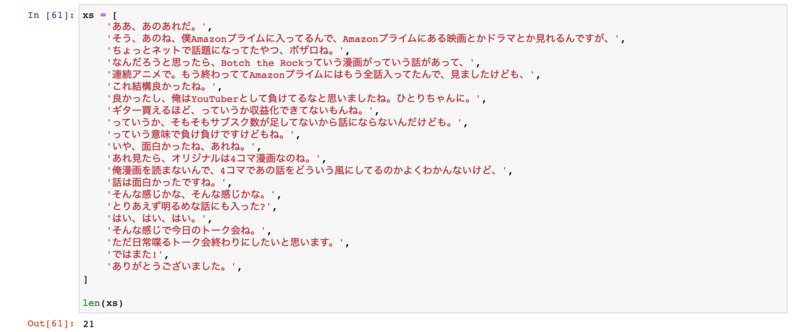 In [61]: xs = [
'ああ、あのあれだ。',
'そう、あのね、僕Amazonプライムに入ってるんで、Amazonプライムにある映画とかドラマとか見れるんですが、',
'ちょっとネットで話題になってたやつ、ボザロね。',
'なんだろうと思ったら、Botch the Rockっていう漫画がっていう話があって、',
'連続アニメで。もう終わっててAmazonプライムにはもう全話入ってたんで、見ましたけども、',
'これ結構良かったね。',
'良かったし、俺はYouTuberとして負けてるなと思いましたね。ひとりちゃんに。',
'ギター買えるほど、っていうか収益化できてないもんね。',
'っていうか、そもそもサブスク数が足してないから話にならないんだけども。',
'っていう意味で負け負けですけどもね。',
'いや、面白かったね、あれね。',
'あれ見たら、オリジナルは4コマ漫画なのね。',
'俺漫画を読まないんで、4コマであの話をどういう風にしてるのかよくわかんないけど、',
'話は面白かったですね。',
'そんな感じかな、そんな感じかな。',
'とりあえず明るめな話にも入った?',
'はい、はい、はい。',
'そんな感じで今日のトーク会ね。',
'ただ日常喋るトーク会終わりにしたいと思います。',
'ではまた!',
'ありがとうございました。',
]
len(xs)
Out[61]: 21